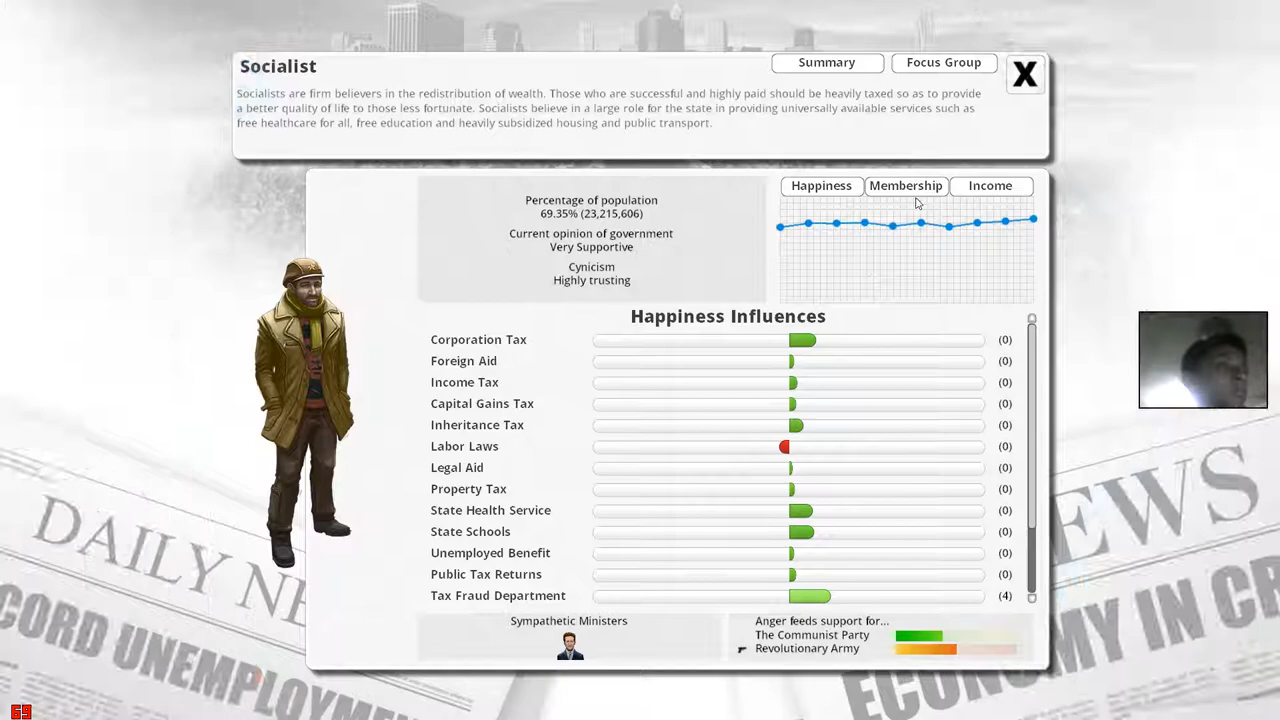 Socialist
Summary
Focus Group
X
Socialists are firm believers in the redistribution of wealth. Those who are successful and highly paid should be heavily taxed so as to provide
a better quality of life to those less fortunate. Socialists believe in a large role for the state in providing universally available services such as
free healthcare for all, free education and heavily subsidized housing and public transport.
Percentage of population
69.35% (23,215,606)
Current opinion of government
Very Supportive
Cynicism
Highly trusting
Happiness
Membership
Income
Happiness Influences
Corporation Tax (0)
Foreign Aid (0)
Income Tax (0)
Capital Gains Tax (0)
Inheritance Tax (0)
Labor Laws (0)
Legal Aid (0)
Property Tax (0)
State Health Service (0)
State Schools (0)
Unemployed Benefit (0)
Public Tax Returns (0)
Tax Fraud Department (4)
Sympathetic Ministers
Anger feeds support for...
The Communist Party
Revolutionary Army
DAILY NE
CORD UNEMPLOYM
EWS
ECONOMY IN CR
69